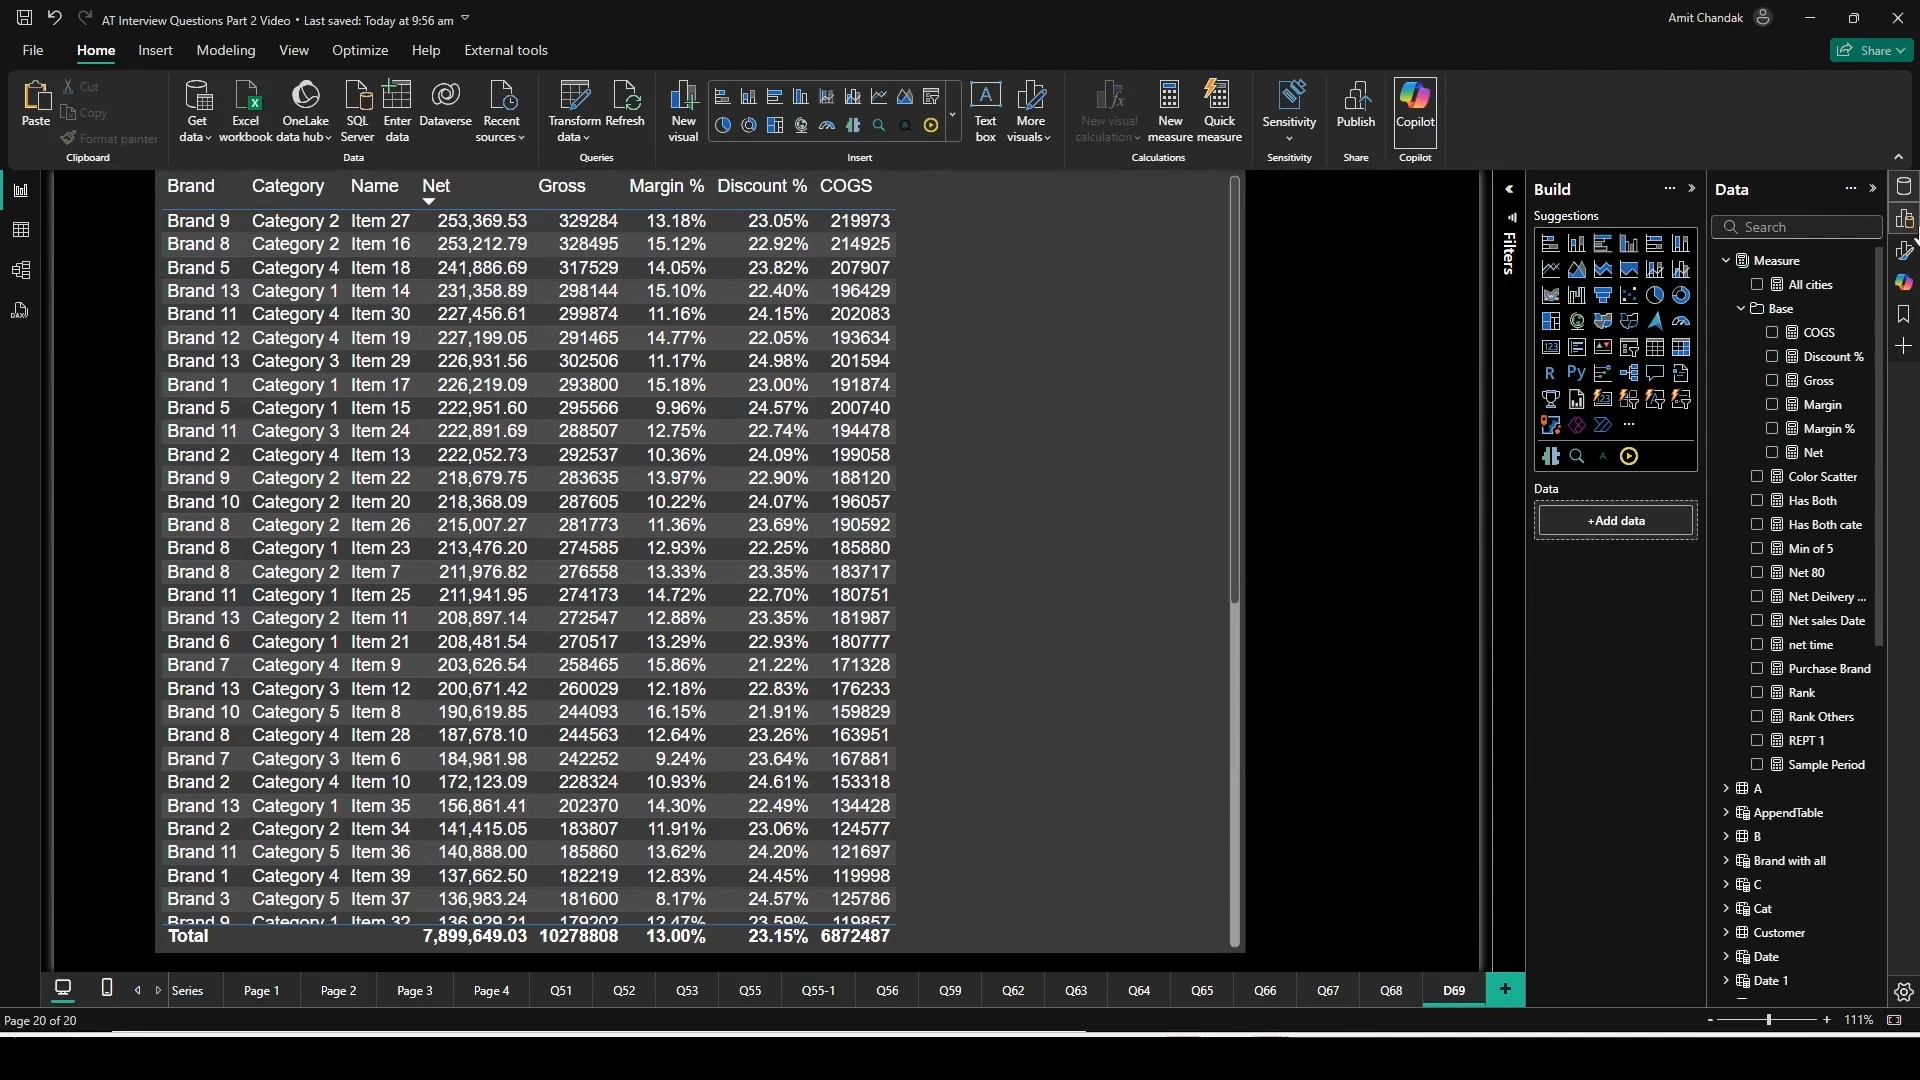 AT Interview Questions Part 2 Video • Last saved: Today at 9:56 am
Amit Chandak
File Home Insert Modeling View Optimize Help External tools
Share
Paste
Cut
Copy
Format painter
Clipboard
Get data
Excel workbook
OneLake data hub
SQL Server
Enter data
Dataverse
Recent sources
Data
Transform data
Refresh
Queries
New visual
Text box
More visuals
Insert
New visual calculation
New measure
Quick measure
Calculations
Sensitivity
Sensitivity
Publish
Share
Copilot
Copilot
Brand Category Name Net Gross Margin % Discount % COGS
Brand 9 Category 2 Item 27 253,369.53 329284 13.18% 23.05% 219973
Brand 8 Category 2 Item 16 253,212.79 328495 15.12% 22.92% 214925
Brand 5 Category 4 Item 18 241,886.69 317529 14.05% 23.82% 207907
Brand 13 Category 1 Item 14 231,358.89 298144 15.10% 22.40% 196429
Brand 11 Category 4 Item 30 227,456.61 299874 11.16% 24.15% 202083
Brand 12 Category 4 Item 19 227,199.05 291465 14.77% 22.05% 193634
Brand 13 Category 3 Item 29 226,931.56 302506 11.17% 24.98% 201594
Brand 1 Category 1 Item 17 226,219.09 293800 15.18% 23.00% 191874
Brand 5 Category 1 Item 15 222,951.60 295566 9.96% 24.57% 200740
Brand 11 Category 3 Item 24 222,891.69 288507 12.75% 22.74% 194478
Brand 2 Category 4 Item 13 222,052.73 292537 10.36% 24.09% 199058
Brand 9 Category 2 Item 22 218,679.75 283635 13.97% 22.90% 188120
Brand 10 Category 2 Item 20 218,368.09 287605 10.22% 24.07% 196057
Brand 8 Category 2 Item 26 215,007.27 281773 11.36% 23.69% 190592
Brand 8 Category 1 Item 23 213,476.20 274585 12.93% 22.25% 185880
Brand 8 Category 2 Item 7 211,976.82 276558 13.33% 23.35% 183717
Brand 11 Category 1 Item 25 211,941.95 274173 14.72% 22.70% 180751
Brand 13 Category 2 Item 11 208,897.14 272547 12.88% 23.35% 181987
Brand 6 Category 1 Item 21 208,481.54 270517 13.29% 22.93% 180777
Brand 7 Category 4 Item 9 203,626.54 258465 15.86% 21.22% 171328
Brand 13 Category 3 Item 12 200,671.42 260029 12.18% 22.83% 176233
Brand 10 Category 5 Item 8 190,619.85 244093 16.15% 21.91% 159829
Brand 8 Category 4 Item 28 187,678.10 244563 12.64% 23.26% 163951
Brand 7 Category 3 Item 6 184,981.98 242252 9.24% 23.64% 167881
Brand 2 Category 4 Item 10 172,123.09 228324 10.93% 24.61% 153318
Brand 13 Category 1 Item 35 156,861.41 202370 14.30% 22.49% 134428
Brand 2 Category 2 Item 34 141,415.05 183807 11.91% 23.06% 124577
Brand 11 Category 5 Item 36 140,888.00 185860 13.62% 24.20% 121697
Brand 1 Category 4 Item 39 137,662.50 182219 12.83% 24.45% 119998
Brand 3 Category 5 Item 37 136,983.24 181600 8.17% 24.57% 125786
Brand 9 Category 1 Item 32 136,929.21 179202 12.47% 23.59% 119857
Total 7,899,649.03 10278808 13.00% 23.15% 6872487
Filters
Build
Suggestions
R Py
Data
+Add data
Data
Search
Measure
All cities
Base
COGS
Discount %
Gross
Margin
Margin %
Net
Color Scatter
Has Both
Has Both cate
Min of 5
Net 80
Net Deilvery ...
Net sales Date
net time
Purchase Brand
Rank
Rank Others
REPT 1
Sample Period
A
AppendTable
B
Brand with all
C
Cat
Customer
Date
Date 1
Series Page 1 Page 2 Page 3 Page 4 Q51 Q52 Q53 Q55 Q55-1 Q56 Q59 Q62 Q63 Q64 Q65 Q66 Q67 Q68 D69 +
Page 20 of 20
- + 111%